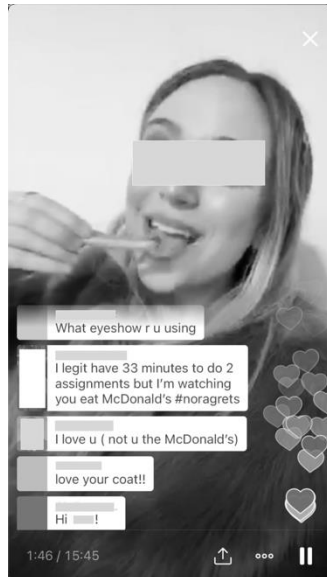 What eyeshow r u using
I legit have 33 minutes to do 2
assignments but I'm watching
you eat McDonald's #noragrets
I love u ( not u the McDonald's)
love your coat!!
Hi !
1:46 / 15:45